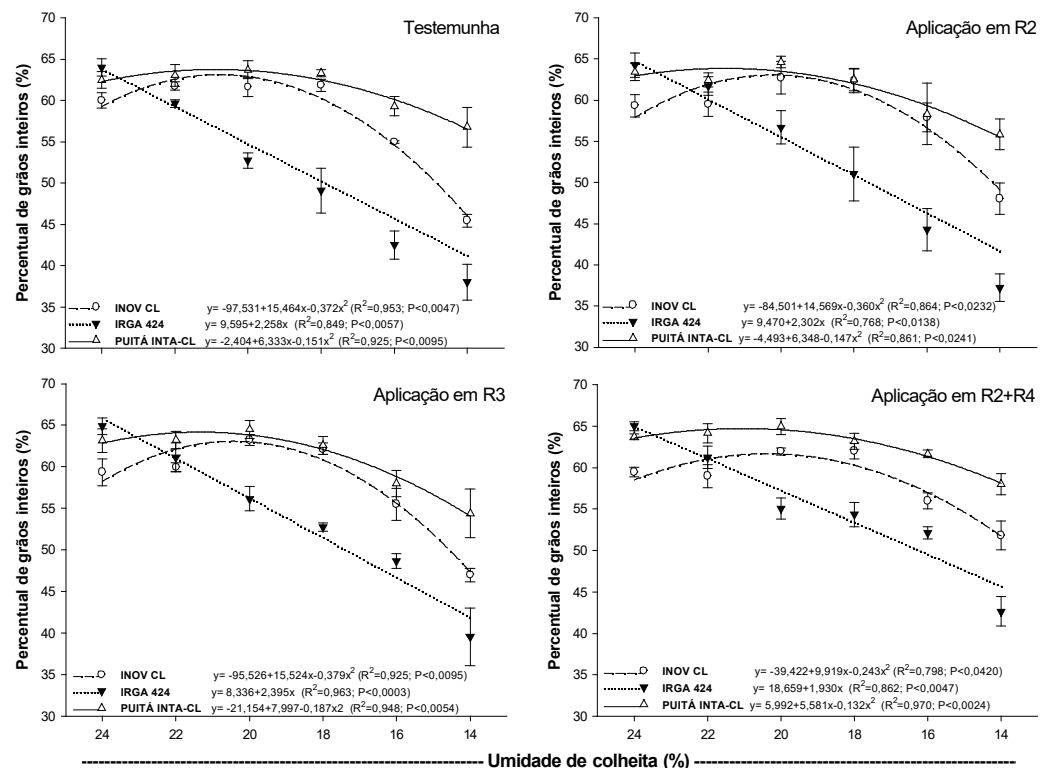 Testemunha
Percentual de grãos inteiros (%)
70
65
60
55
50
45
40
35
30
INOV CL y= -97,531+15,464x-0,372x² (R²=0,953; P<0,0047)
IRGA 424 y= 9,595+2,258x (R²=0,849; P<0,0057)
PUITÁ INTA-CL y= -2,404+6,333x-0,151x² (R²=0,925; P<0,0095)
Aplicação em R2
Percentual de grãos inteiros (%)
70
65
60
55
50
45
40
35
30
INOV CL y= -84,501+14,569x-0,360x² (R²=0,864; P<0,0232)
IRGA 424 y= 9,470+2,302x (R²=0,768; P<0,0138)
PUITÁ INTA-CL y= -4,493+6,348-0,147x² (R²=0,861; P<0,0241)
Aplicação em R3
Percentual de grãos inteiros (%)
70
65
60
55
50
45
40
35
30
INOV CL y= -95,526+15,524x-0,379x² (R²=0,925; P<0,0095)
IRGA 424 y= 8,336+2,395x (R²=0,963; P<0,0003)
PUITÁ INTA-CL y= -21,154+7,997-0,187x2 (R²=0,948; P<0,0054)
24 22 20 18 16 14
Aplicação em R2+R4
Percentual de grãos inteiros (%)
70
65
60
55
50
45
40
35
30
INOV CL y= -39,422+9,919x-0,243x² (R²=0,798; P<0,0420)
IRGA 424 y= 18,659+1,930x (R²=0,862; P<0,0047)
PUITÁ INTA-CL y= 5,992+5,581x-0,132x² (R²=0,970; P<0,0024)
24 22 20 18 16 14
Umidade de colheita (%)